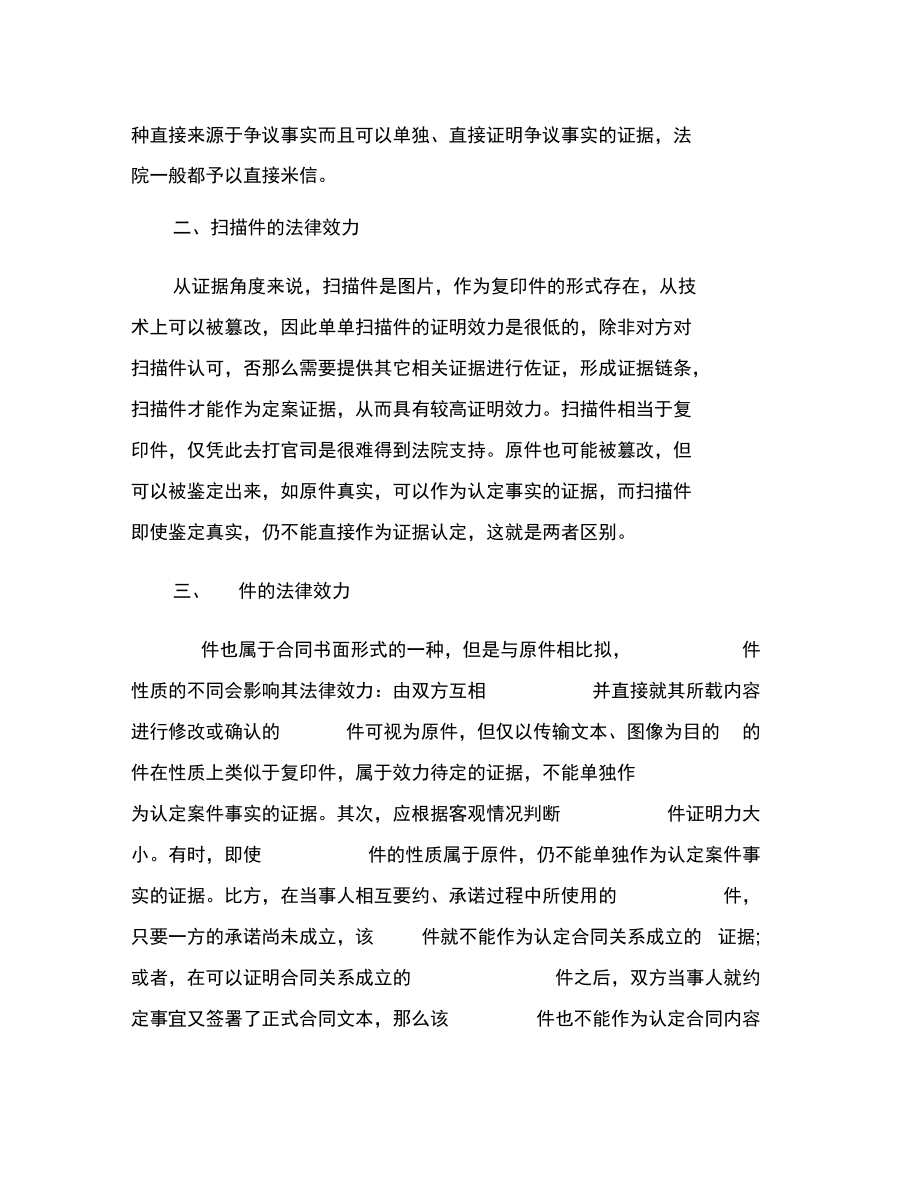 种直接来源于争议事实而且可以单独、直接证明争议事实的证据，法
院一般都予以直接米信。
二、扫描件的法律效力
从证据角度来说，扫描件是图片，作为复印件的形式存在，从技
术上可以被篡改，因此单单扫描件的证明效力是很低的，除非对方对
扫描件认可，否那么需要提供其它相关证据进行佐证，形成证据链条，
扫描件才能作为定案证据，从而具有较高证明效力。扫描件相当于复
印件，仅凭此去打官司是很难得到法院支持。原件也可能被篡改，但
可以被鉴定出来，如原件真实，可以作为认定事实的证据，而扫描件
即使鉴定真实，仍不能直接作为证据认定，这就是两者区别。
三、 件的法律效力
件也属于合同书面形式的一种，但是与原件相比拟， 件
性质的不同会影响其法律效力：由双方互相 并直接就其所载内容
进行修改或确认的 件可视为原件，但仅以传输文本、图像为目的 的
件在性质上类似于复印件，属于效力待定的证据，不能单独作
为认定案件事实的证据。其次，应根据客观情况判断 件证明力大
小。有时，即使 件的性质属于原件，仍不能单独作为认定案件事
实的证据。比方，在当事人相互要约、承诺过程中所使用的 件，
只要一方的承诺尚未成立，该 件就不能作为认定合同关系成立的 证据;
或者，在可以证明合同关系成立的 件之后，双方当事人就约
定事宜又签署了正式合同文本，那么该 件也不能作为认定合同内容